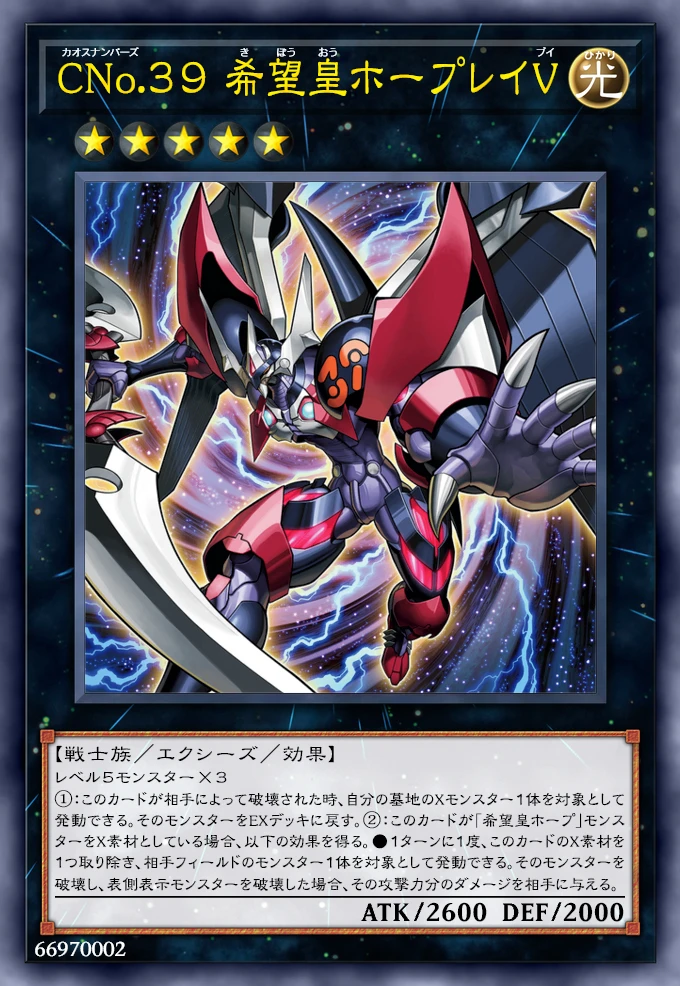 カオスナンバーズ き ぼう おう ブイ
CNo.39 希望皇ホープレイV
ひかり
光
39
【戦士族／エクシーズ／効果】
レベル5モンスター×3
①：このカードが相手によって破壊された時、自分の墓地のXモンスター1体を対象として
発動できる。そのモンスターをEXデッキに戻す。②：このカードが「希望皇ホープ」モンス
ターをX素材としている場合、以下の効果を得る。●1ターンに1度、このカードのX素材を
1つ取り除き、相手フィールドのモンスター1体を対象として発動できる。そのモンスターを
破壊し、表側表示モンスターを破壊した場合、その攻撃力分のダメージを相手に与える。
ATK/2600 DEF/2000
66970002